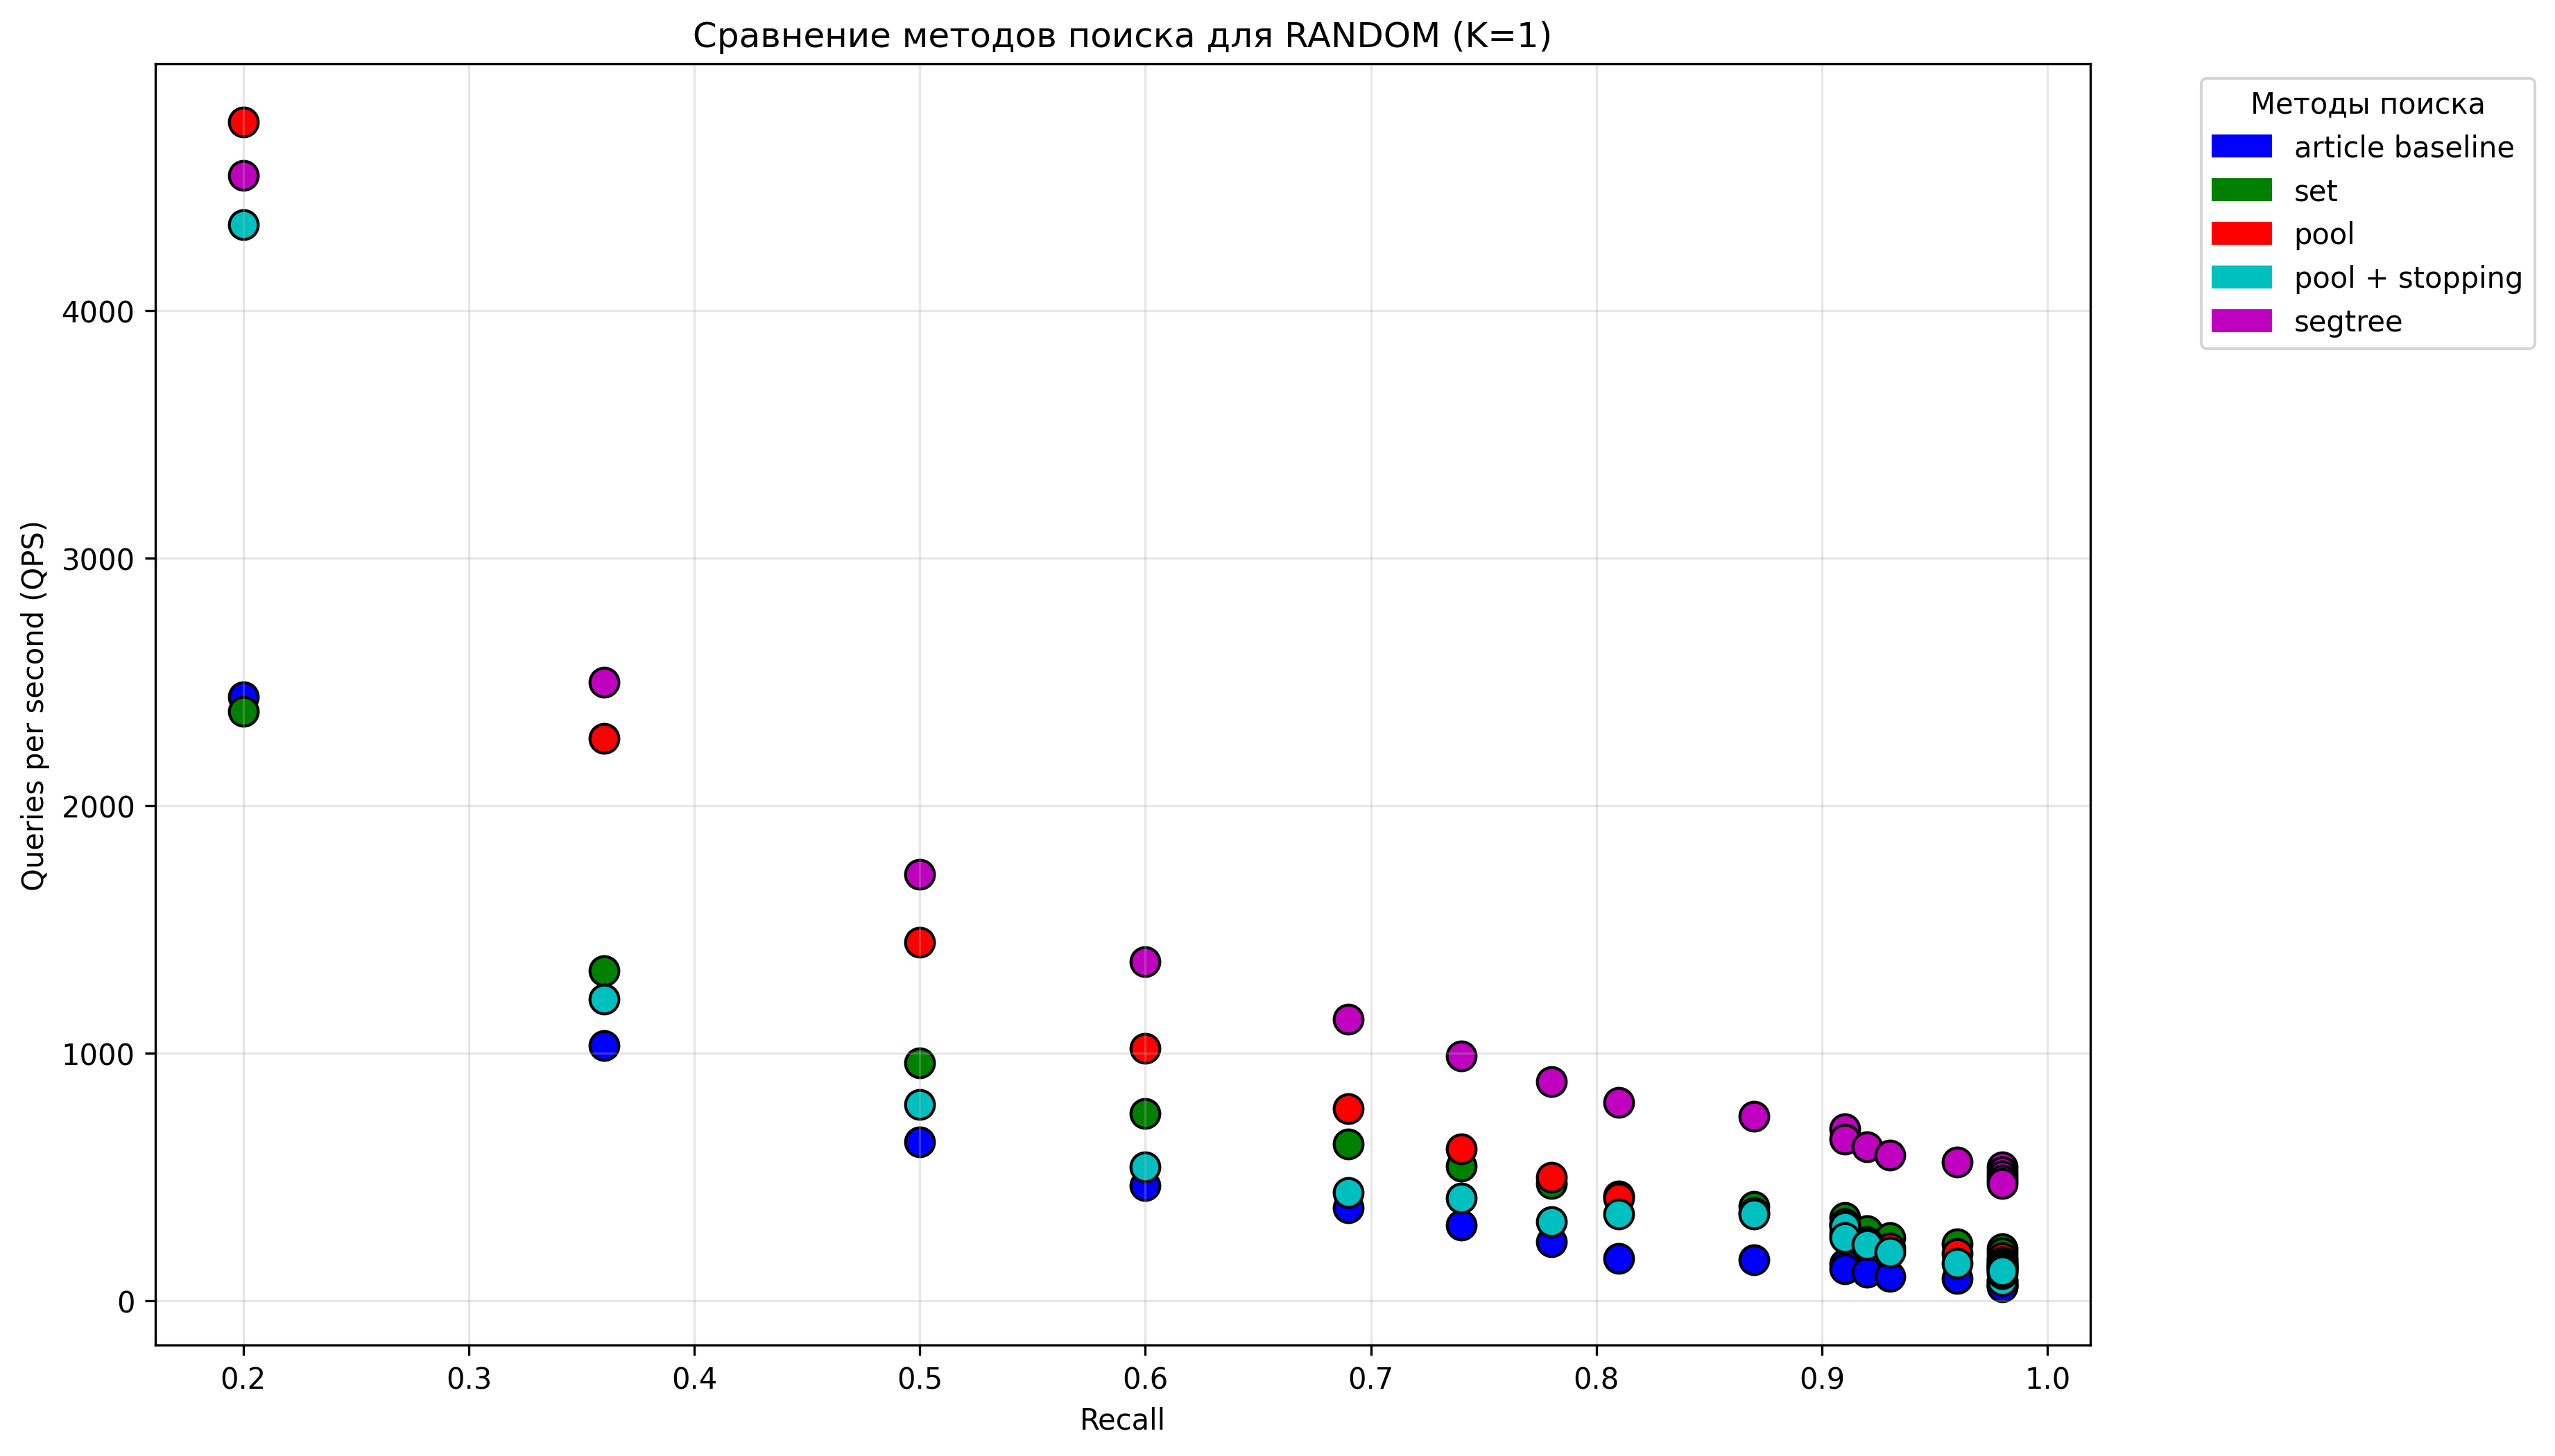 Сравнение методов поиска для RANDOM (K=1)
Методы поиска
article baseline
set
pool
pool + stopping
segtree
Queries per second (QPS)
4000
3000
2000
1000
0
0.2 0.3 0.4 0.5 0.6 0.7 0.8 0.9 1.0
Recall